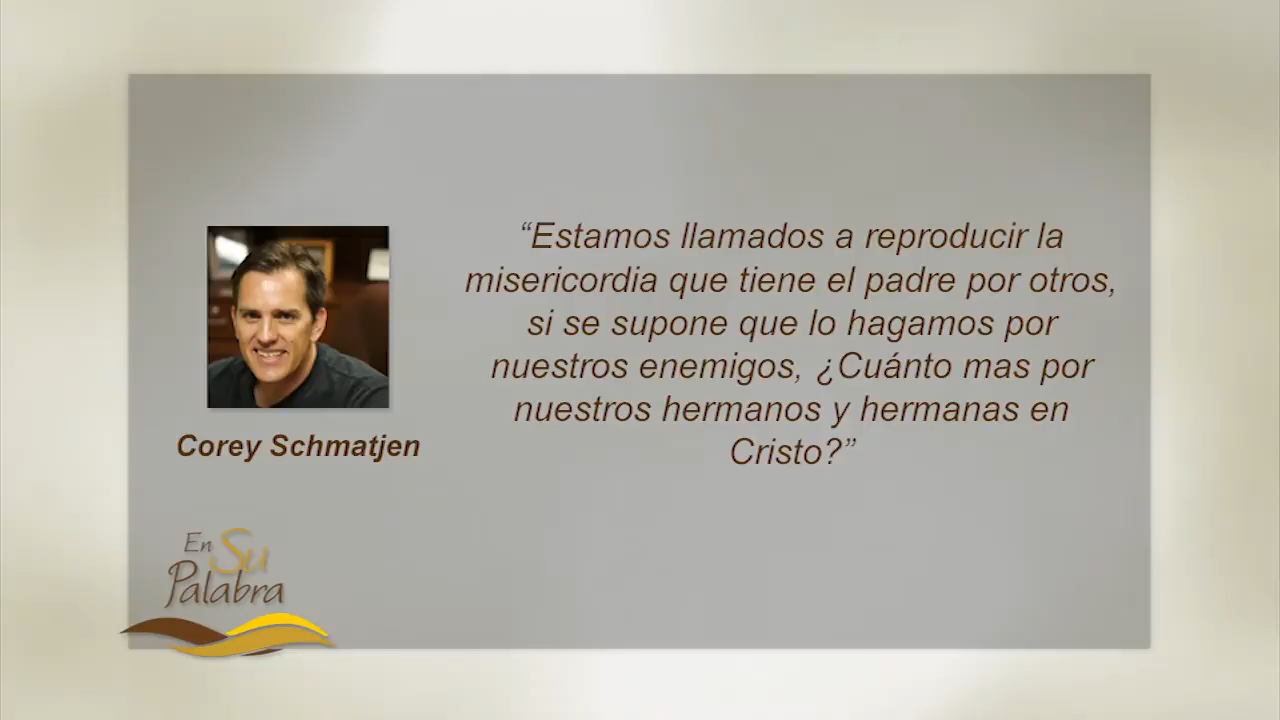 “Estamos llamados a reproducir la
misericordia que tiene el padre por otros,
si se supone que lo hagamos por
nuestros enemigos, ¿Cuánto mas por
nuestros hermanos y hermanas en
Cristo?”
Corey Schmatjen
En Su
Palabra